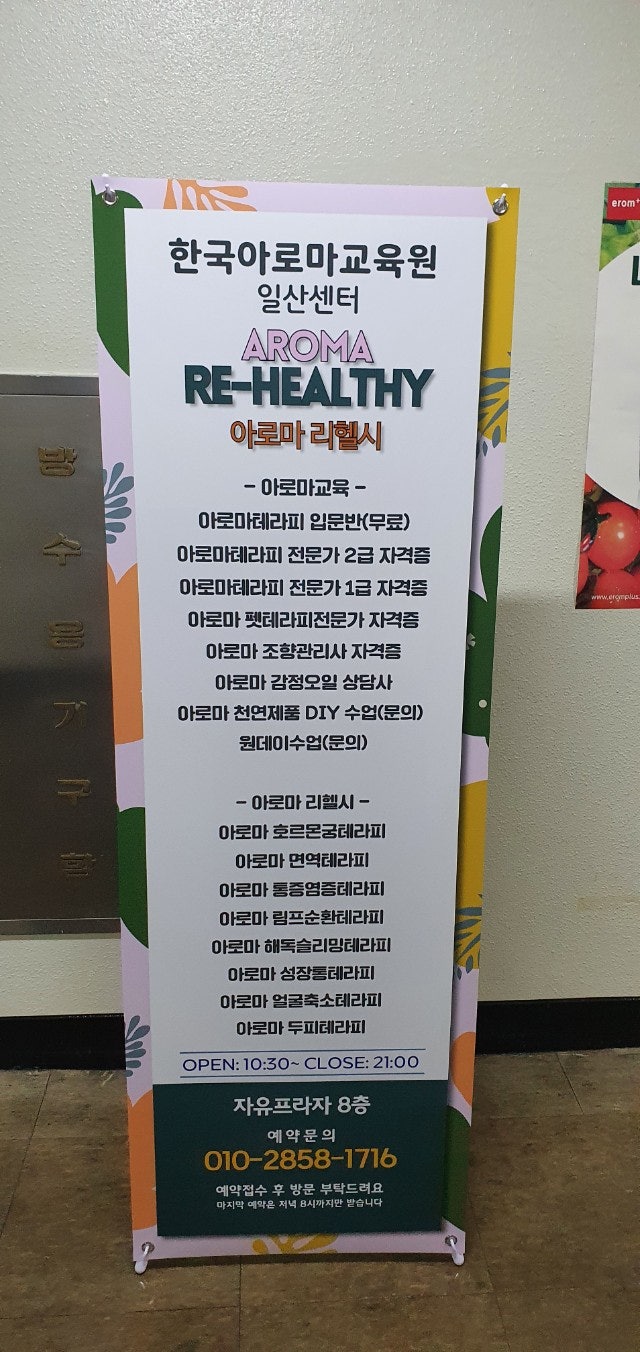 한국아로마교육원
일산센터
AROMA
RE-HEALTHY
아로마 리헬시
- 아로마교육 -
아로마테라피 입문반(무료)
아로마테라피 전문가 2급 자격증
아로마테라피 전문가 1급 자격증
아로마 펫테라피전문가 자격증
아로마 조향관리사 자격증
아로마 감정오일 상담사
아로마 천연제품 DIY 수업(문의)
원데이수업(문의)
- 아로마 리헬시 -
아로마 호르몬궁테라피
아로마 면역테라피
아로마 통증염증테라피
아로마 림프순환테라피
아로마 해독슬리밍테라피
아로마 성장통테라피
아로마 얼굴축소테라피
아로마 두피테라피
OPEN: 10:30~ CLOSE: 21:00
자유프라자 8층
예약문의
010-2858-1716
예약접수 후 방문 부탁드려요
마지막 예약은 저녁 8시까지만 받습니다
방
수
용
기
구
함
erom+
www.eromplus.